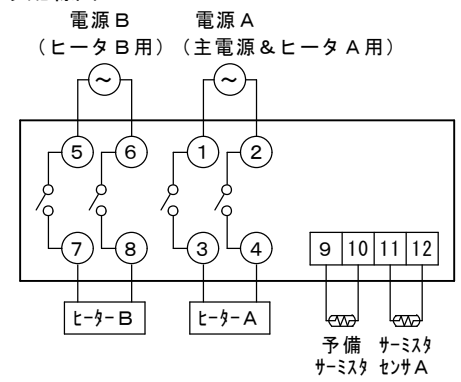 電源B 電源A
(ヒータB用) (主電源&ヒータA用)
5 6 1 2
7 8 3 4
9 10 11 12
ﾋｰﾀｰB ﾋｰﾀｰA
予備 ｻｰﾐｽﾀ
ｻｰﾐｽﾀ ｾﾝｻA